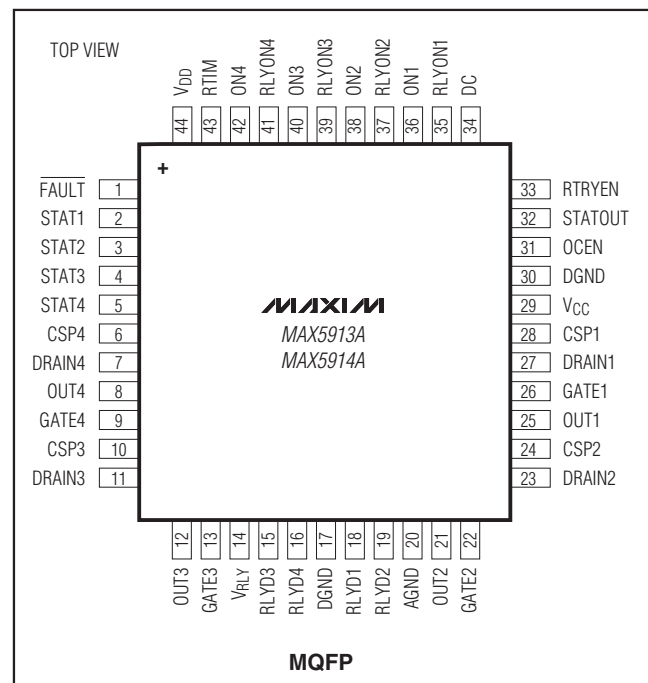 TOP VIEW
VDD
RTIM
ON4
RLYON4
ON3
RLYON3
ON2
RLYON2
ON1
RLYON1
DC
44
43
42
41
40
39
38
37
36
35
34
+
FAULT 1
STAT1 2
STAT2 3
STAT3 4
STAT4 5
CSP4 6
DRAIN4 7
OUT4 8
GATE4 9
CSP3 10
DRAIN3 11
MAXIM
MAX5913A
MAX5914A
33 RTRYEN
32 STATOUT
31 OCEN
30 DGND
29 VCC
28 CSP1
27 DRAIN1
26 GATE1
25 OUT1
24 CSP2
23 DRAIN2
12
13
14
15
16
17
18
19
20
21
22
OUT3
GATE3
VRLY
RLYD3
RLYD4
DGND
RLYD1
RLYD2
AGND
OUT2
GATE2
MQFP